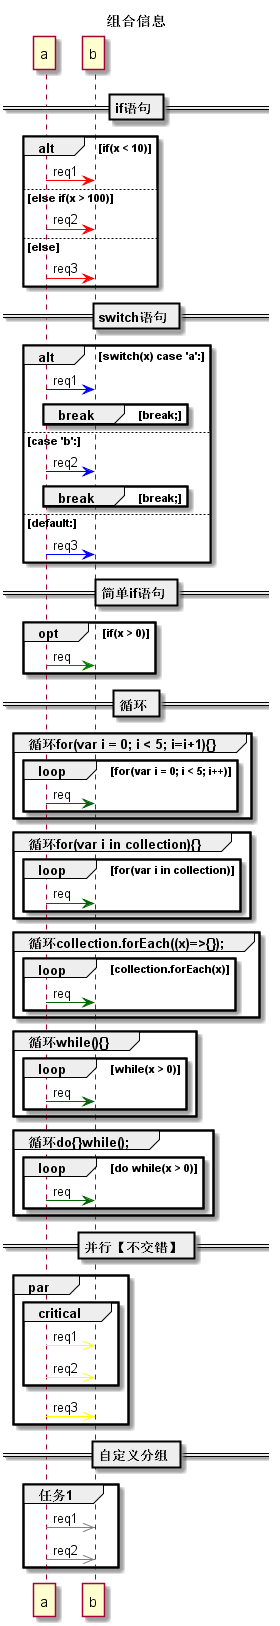 组合信息
a b
if语句
alt [if(x < 10)]
req1
[else if(x > 100)]
req2
[else]
req3
switch语句
alt [switch(x) case 'a':]
req1
break [break;]
[case 'b':]
req2
break [break;]
[default:]
req3
简单if语句
opt [if(x > 0)]
req
循环
循环for(var i = 0; i < 5; i=i+1){}
loop [for(var i = 0; i < 5; i++)]
req
循环for(var i in collection){}
loop [for(var i in collection)]
req
循环collection.forEach((x)=>{});
loop [collection.forEach(x)]
req
循环while(){}
loop [while(x > 0)]
req
循环do{}while();
loop [do while(x > 0)]
req
并行【不交错】
par
critical
req1
req2
req3
自定义分组
任务1
req1
req2
a b